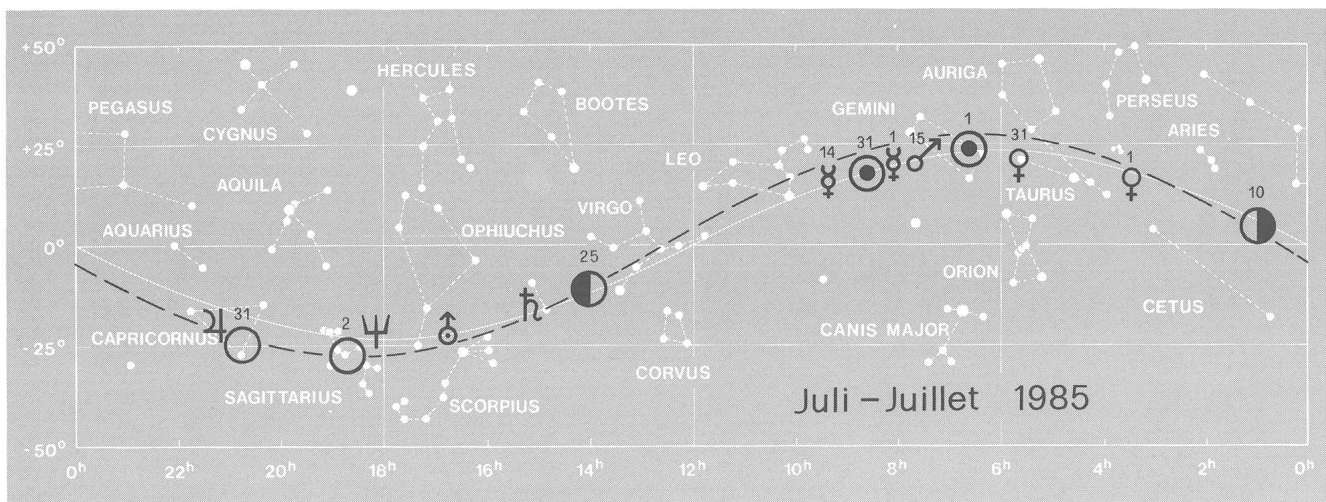 +50°
HERCULES
AURIGA
PEGASUS
BOOTES
GEMINI
PERSEUS
CYGNUS
1
+25°
14 31 1 15 31 ARIES
LEO
1
AQUILA
TAURUS
10
VIRGO
AQUARIUS
OPHIUCHUS
0°
25
ORION
31
2
CETUS
CAPRICORNUS
CANIS MAJOR
-25°
CORVUS
SAGITTARIUS
SCORPIUS
Juli – Juillet 1985
-50°
0h 22h 20h 18h 16h 14h 12h 10h 8h 6h 4h 2h 0h